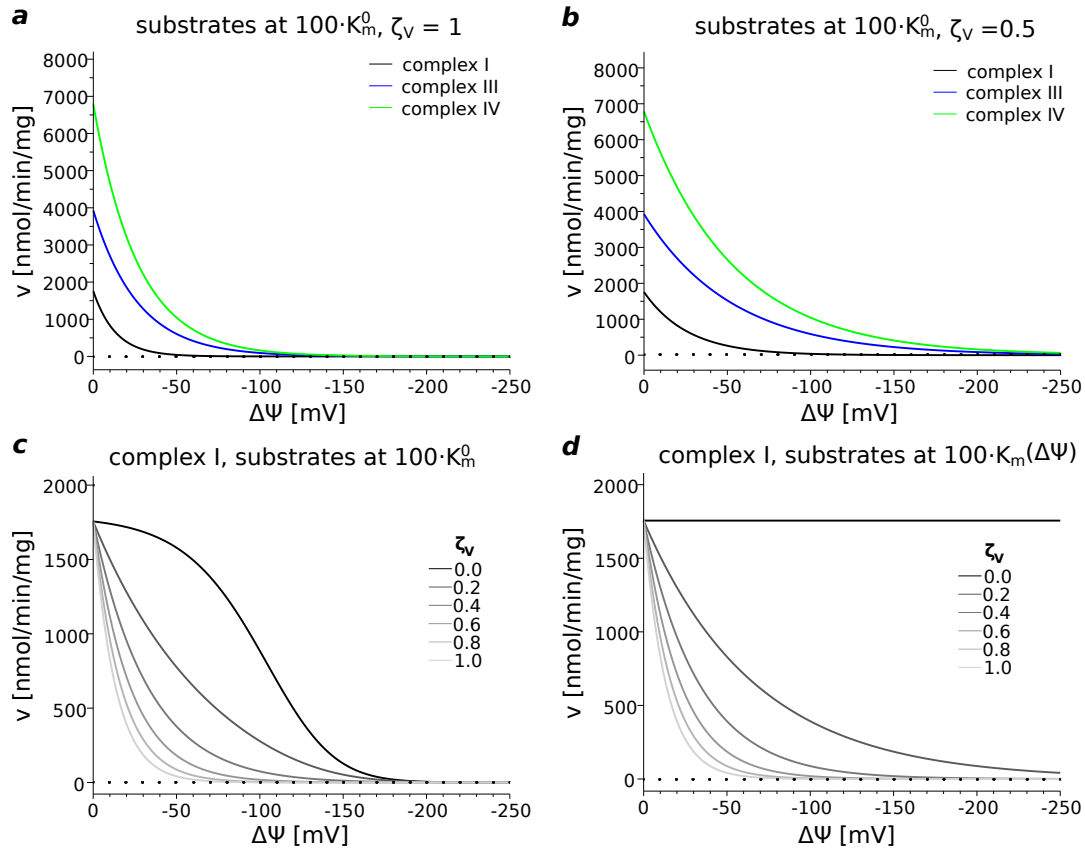 a
substrates at 100·K⁰ₘ, ζᵥ = 1
8000
7000
6000
5000
4000
3000
2000
1000
0
v [nmol/min/mg]
complex I
complex III
complex IV
0 -50 -100 -150 -200 -250
ΔΨ [mV]
b
substrates at 100·K⁰ₘ, ζᵥ =0.5
8000
7000
6000
5000
4000
3000
2000
1000
0
v [nmol/min/mg]
complex I
complex III
complex IV
0 -50 -100 -150 -200 -250
ΔΨ [mV]
c
complex I, substrates at 100·K⁰ₘ
2000
1500
1000
500
0
v [nmol/min/mg]
ζᵥ
0.0
0.2
0.4
0.6
0.8
1.0
0 -50 -100 -150 -200 -250
ΔΨ [mV]
d
complex I, substrates at 100·Kₘ(ΔΨ)
2000
1500
1000
500
0
v [nmol/min/mg]
ζᵥ
0.0
0.2
0.4
0.6
0.8
1.0
0 -50 -100 -150 -200 -250
ΔΨ [mV]